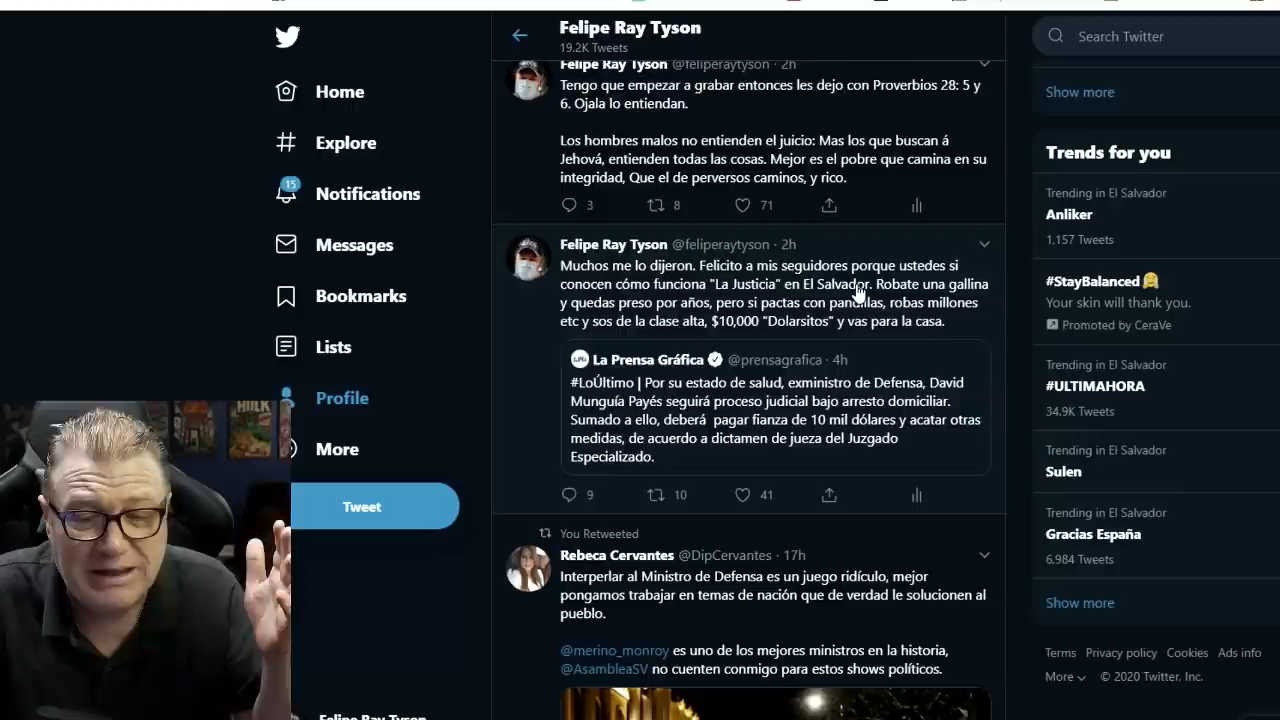 Felipe Ray Tyson
19.2K Tweets
Home
Explore
15
Notifications
Messages
Bookmarks
Lists
Profile
More
Tweet
Felipe Ray Tyson
Felipe Ray Tyson @feliperaytyson · 2h
Tengo que empezar a grabar entonces les dejo con Proverbios 28: 5 y
6. Ojala lo entiendan.
Los hombres malos no entienden el juicio: Mas los que buscan á
Jehová, entienden todas las cosas. Mejor es el pobre que camina en su
integridad, Que el de perversos caminos, y rico.
3 8 71
Felipe Ray Tyson @feliperaytyson · 2h
Muchos me lo dijeron. Felicito a mis seguidores porque ustedes si
conocen cómo funciona "La Justicia" en El Salvador. Robate una gallina
y quedas preso por años, pero si pactas con pandillas, robas millones
etc y sos de la clase alta, $10,000 "Dolarsitos" y vas para la casa.
La Prensa Gráfica @prensagrafica · 4h
#LoÚltimo | Por su estado de salud, exministro de Defensa, David
Munguía Payés seguirá proceso judicial bajo arresto domiciliar.
Sumado a ello, deberá pagar fianza de 10 mil dólares y acatar otras
medidas, de acuerdo a dictamen de jueza del Juzgado
Especializado.
9 10 41
You Retweeted
Rebeca Cervantes @DipCervantes · 17h
Interperlar al Ministro de Defensa es un juego ridículo, mejor
pongamos trabajar en temas de nación que de verdad le solucionen al
pueblo.
@merino_monroy es uno de los mejores ministros en la historia,
@AsambleaSV no cuenten conmigo para estos shows políticos.
Search Twitter
Show more
Trends for you
Trending in El Salvador
Anliker
1,157 Tweets
#StayBalanced
Your skin will thank you.
Promoted by CeraVe
Trending in El Salvador
#ULTIMAHORA
34.9K Tweets
Trending in El Salvador
Sulen
Trending in El Salvador
Gracias España
6,984 Tweets
Show more
Terms Privacy policy Cookies Ads info
More © 2020 Twitter, Inc.
HULK